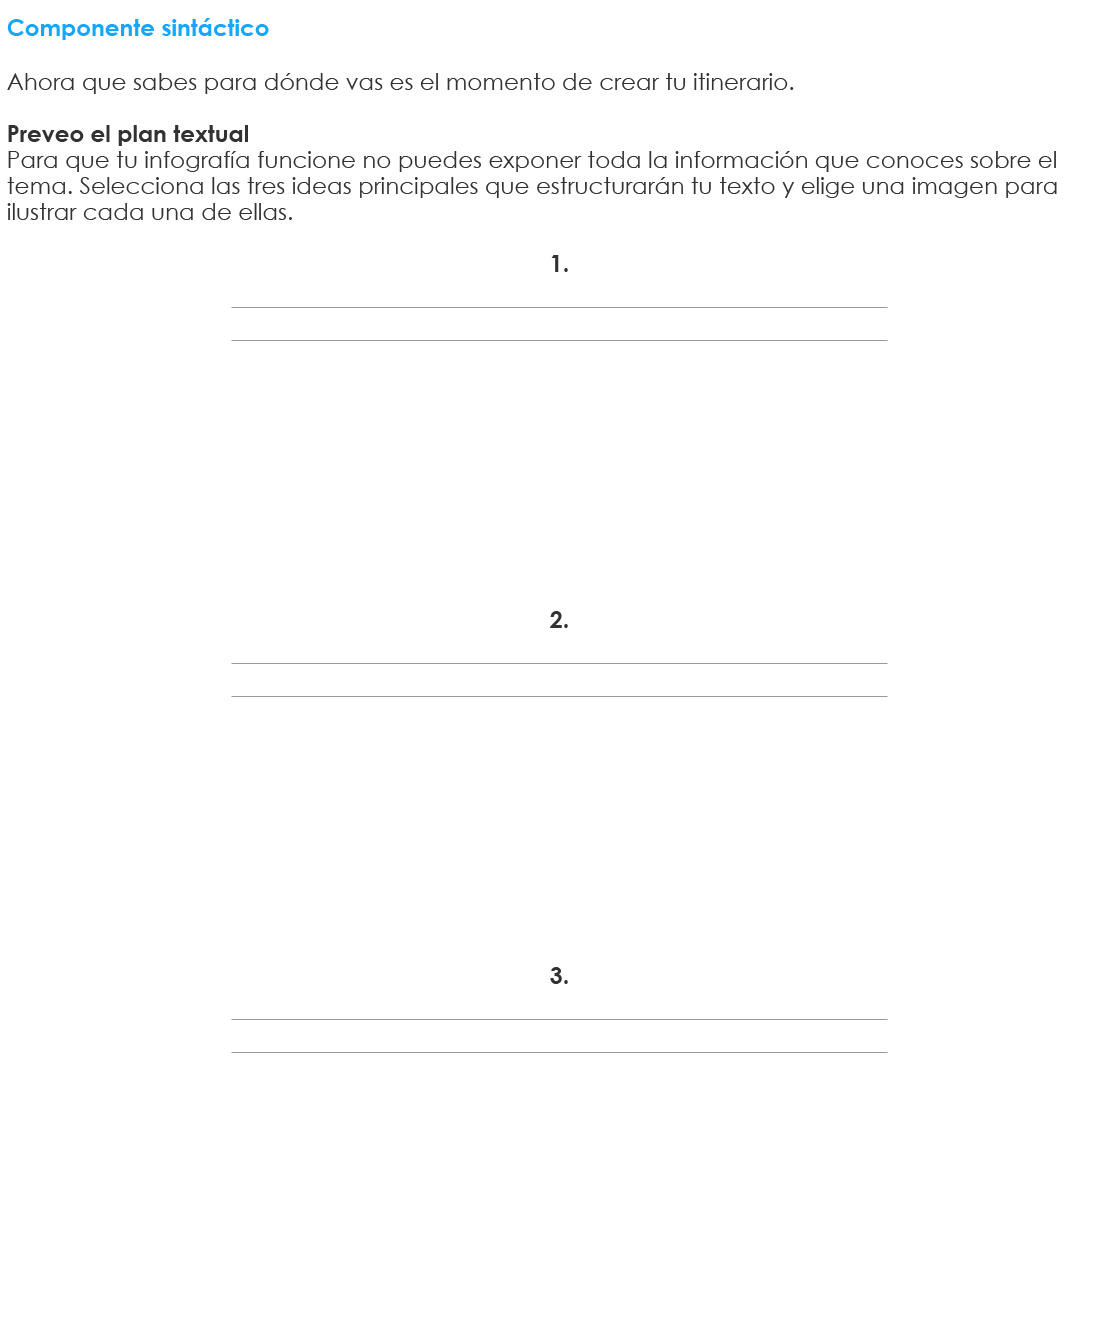 Componente sintáctico
Ahora que sabes para dónde vas es el momento de crear tu itinerario.
Preveo el plan textual
Para que tu infografía funcione no puedes exponer toda la información que conoces sobre el
tema. Selecciona las tres ideas principales que estructurarán tu texto y elige una imagen para
ilustrar cada una de ellas.
1.
2.
3.